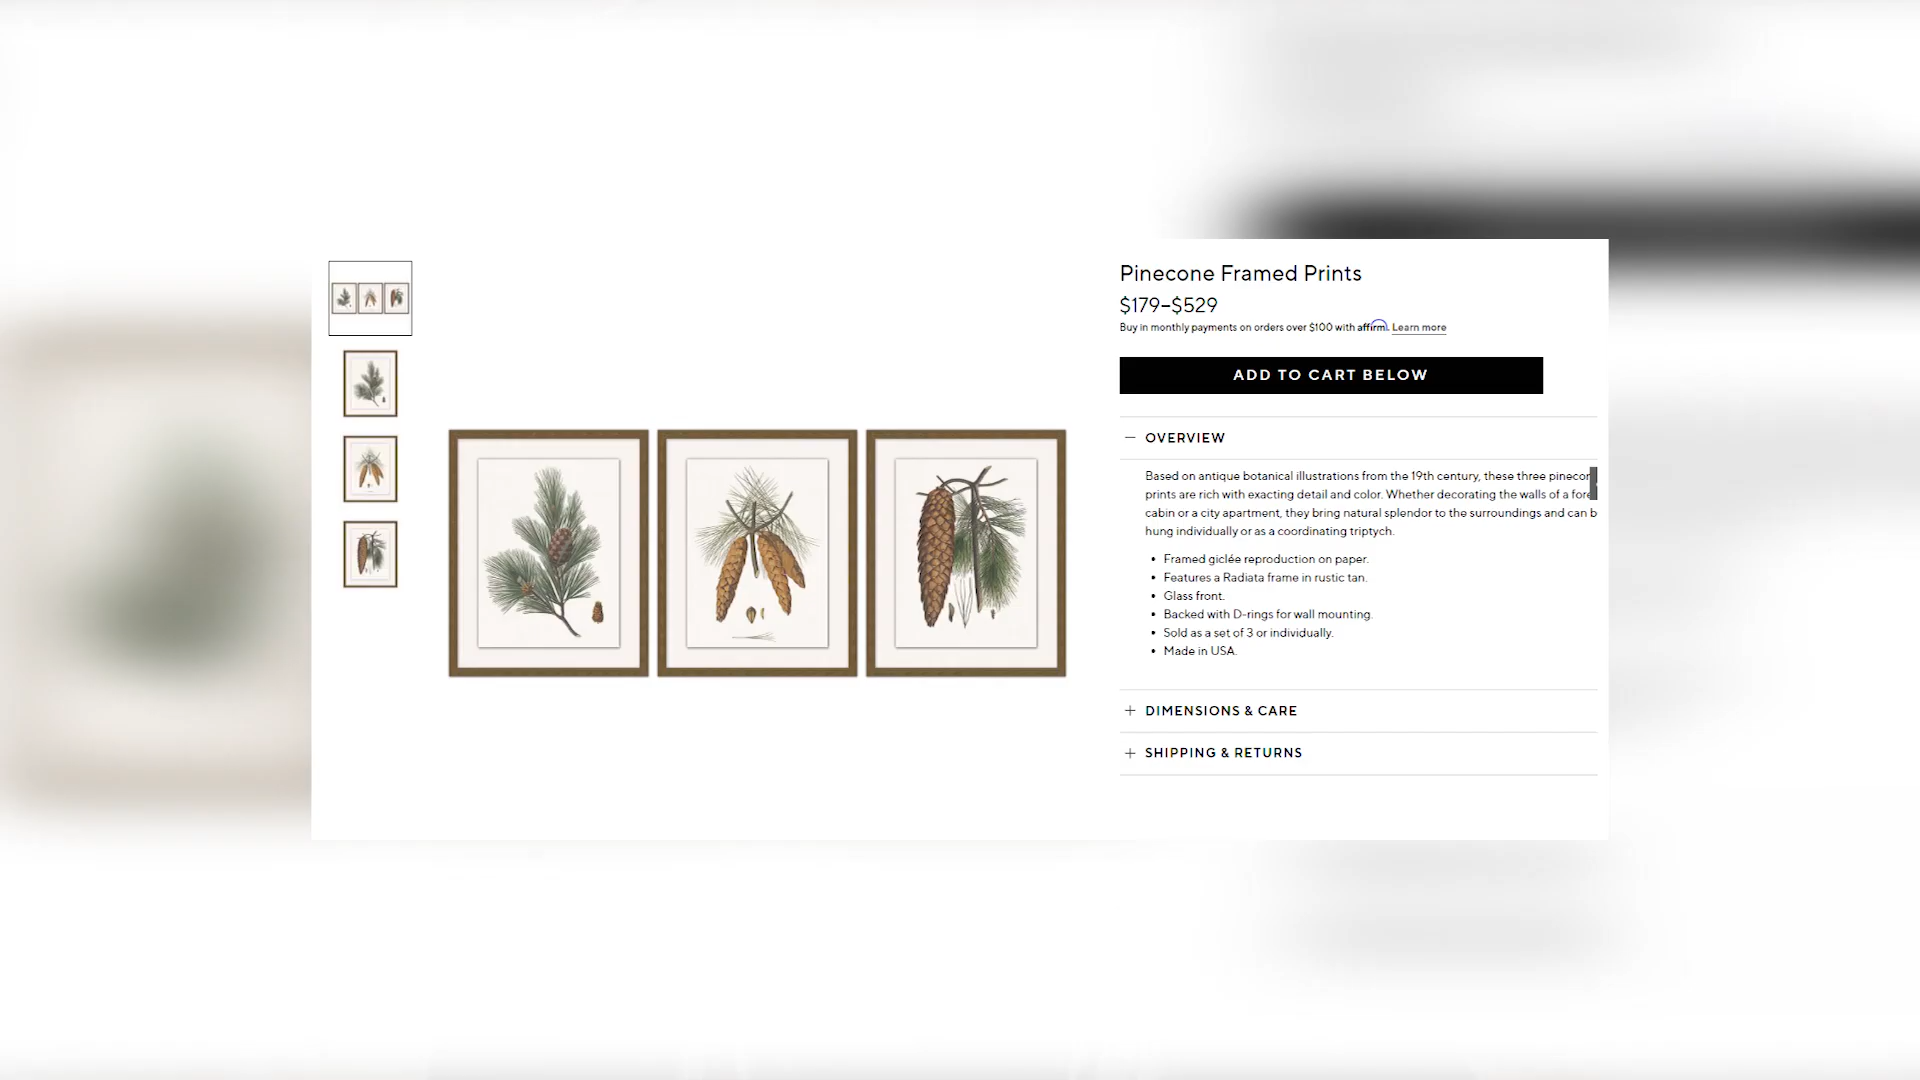 Pinecone Framed Prints
$179–$529
Buy in monthly payments on orders over $100 with affirm. Learn more
ADD TO CART BELOW
— OVERVIEW
Based on antique botanical illustrations from the 19th century, these three
prints are rich with exacting detail and color. Whether decorating the walls of a
cabin or a city apartment, they bring natural splendor to the surroundings and can b
hung individually or as a coordinating triptych.
• Framed giclée reproduction on paper.
• Features a Radiata frame in rustic tan.
• Glass front.
• Backed with D-rings for wall mounting.
• Sold as a set of 3 or individually.
• Made in USA.
+ DIMENSIONS & CARE
+ SHIPPING & RETURNS